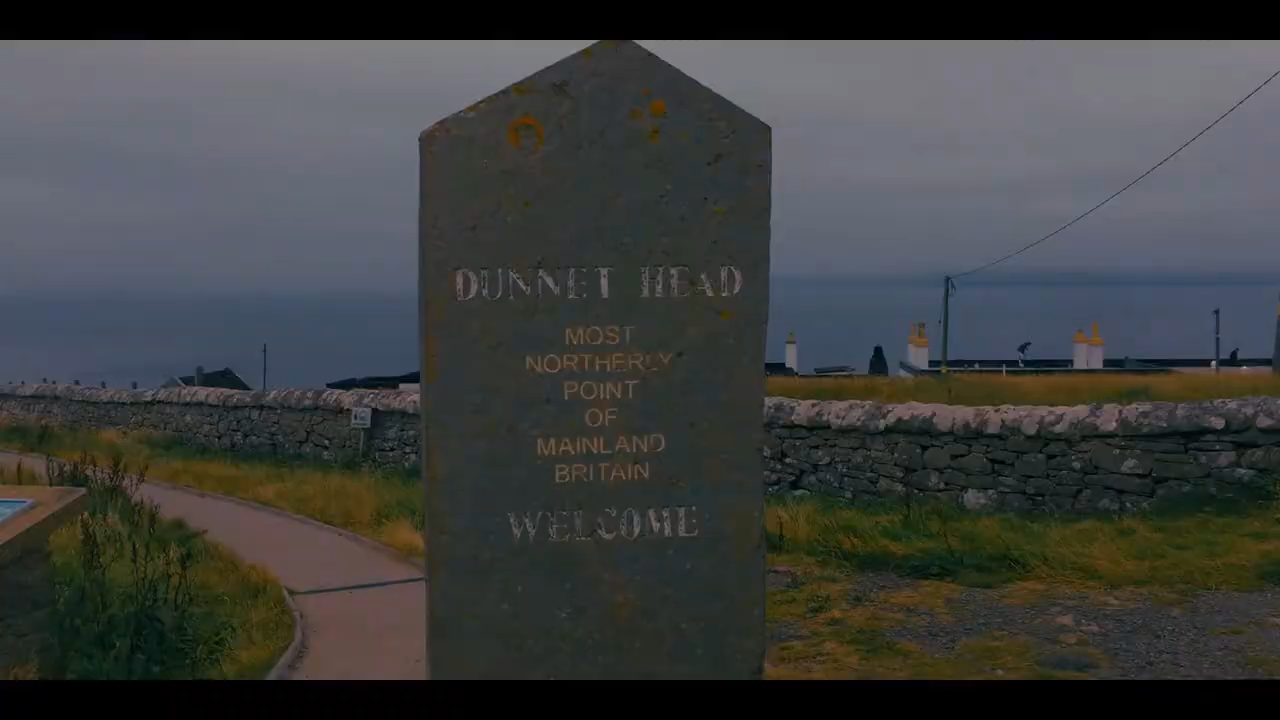 DUNNET HEAD
MOST
NORTHERLY
POINT
OF
MAINLAND
BRITAIN
WELCOME